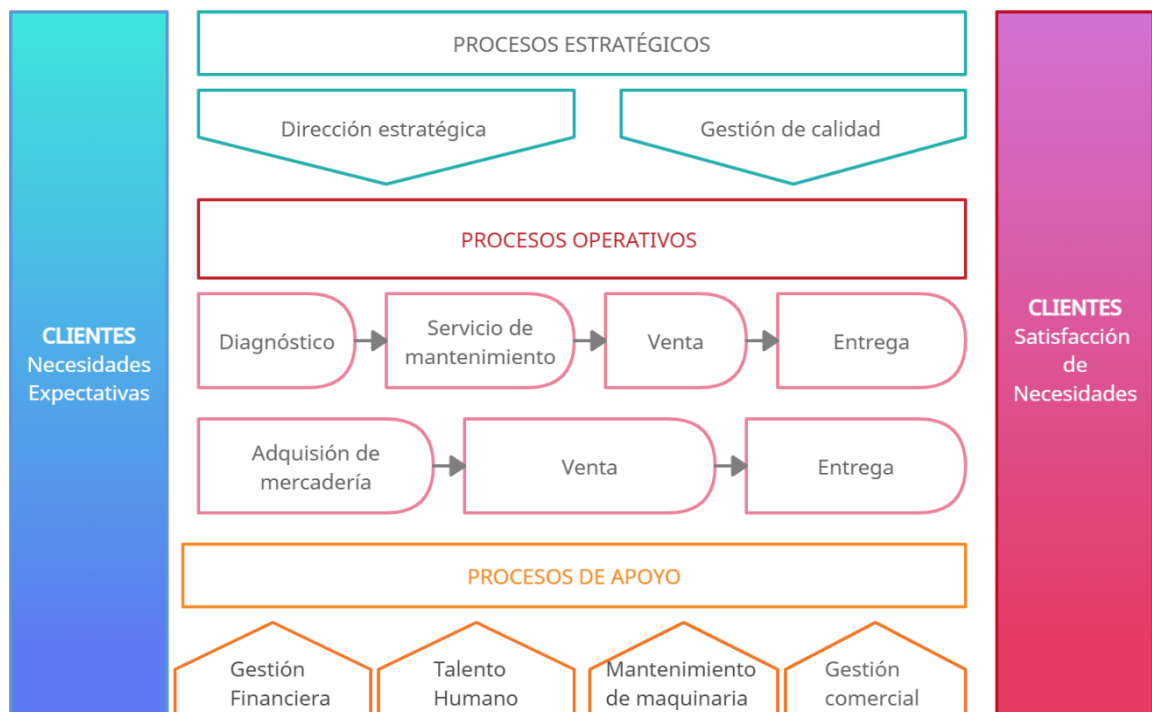 PROCESOS ESTRATÉGICOS
Dirección estratégica
Gestión de calidad
PROCESOS OPERATIVOS
CLIENTES
Necesidades
Expectativas
Diagnóstico
Servicio de
mantenimiento
Venta
Entrega
CLIENTES
Satisfacción
de
Necesidades
Adquisión de
mercadería
Venta
Entrega
PROCESOS DE APOYO
Gestión
Financiera
Talento
Humano
Mantenimiento
de maquinaria
Gestión
comercial